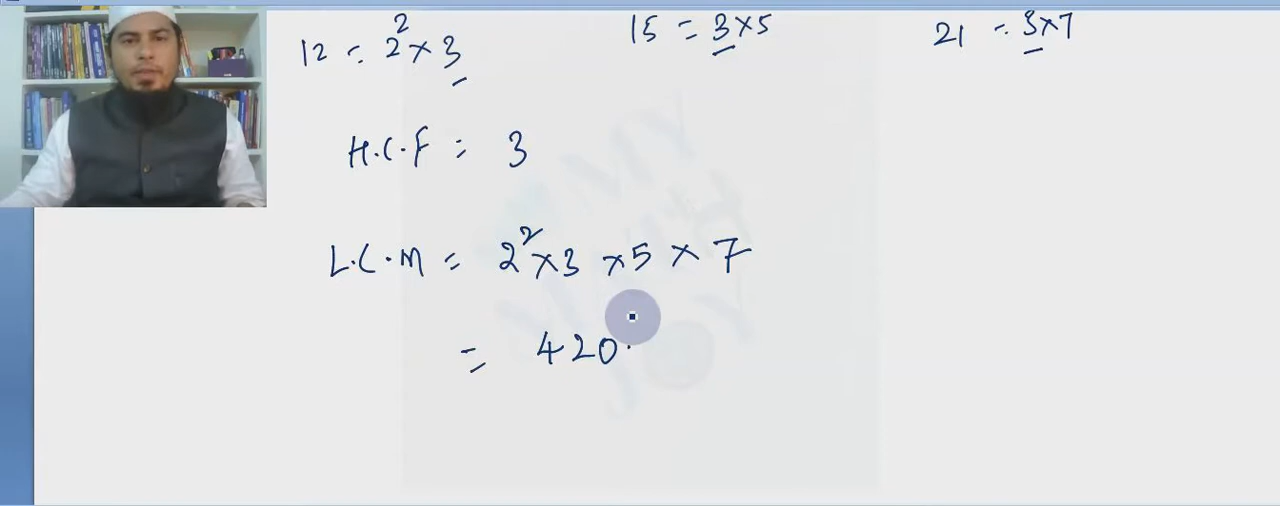 12 = 2² × 3 15 = 3×5 21 = 3×7
H.C.F = 3
L.C.M = 2² × 3 × 5 × 7
= 420.